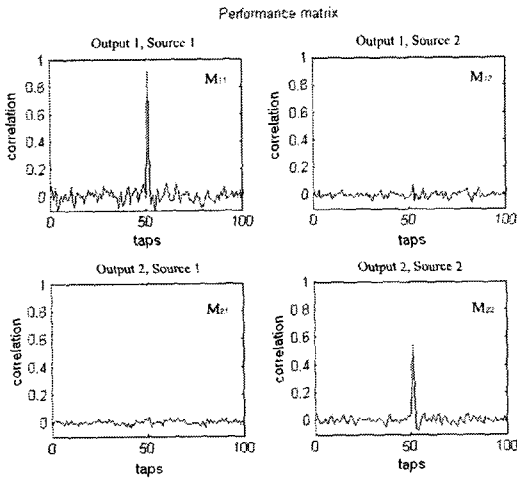 Performance matrix
Output 1, Source 1
Output 1, Source 2
1
0.8
0.6
0.4
0.2
0
correlation
M11
0
50
100
taps
1
0.8
0.6
0.4
0.2
0
correlation
M12
0
50
100
taps
Output 2, Source 1
Output 2, Source 2
1
0.8
0.6
0.4
0.2
0
correlation
M21
0
50
100
taps
1
0.8
0.6
0.4
0.2
0
correlation
M22
0
50
100
taps